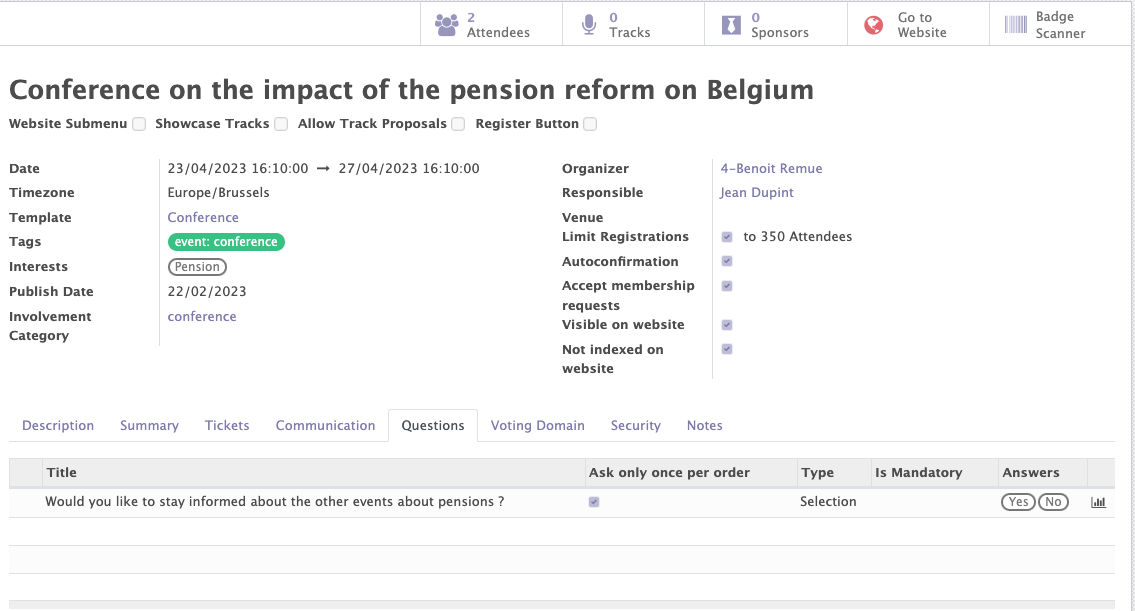 2 Attendees
0 Tracks
0 Sponsors
Go to Website
Badge Scanner
Conference on the impact of the pension reform on Belgium
Website Submenu Showcase Tracks Allow Track Proposals Register Button
Date 23/04/2023 16:10:00 → 27/04/2023 16:10:00
Timezone Europe/Brussels
Template Conference
Tags event: conference
Interests Pension
Publish Date 22/02/2023
Involvement Category conference
Organizer 4-Benoit Remue
Responsible Jean Dupint
Venue
Limit Registrations to 350 Attendees
Autoconfirmation
Accept membership requests
Visible on website
Not indexed on website
Description Summary Tickets Communication Questions Voting Domain Security Notes
Title Ask only once per order Type Is Mandatory Answers
Would you like to stay informed about the other events about pensions ? Selection Yes No